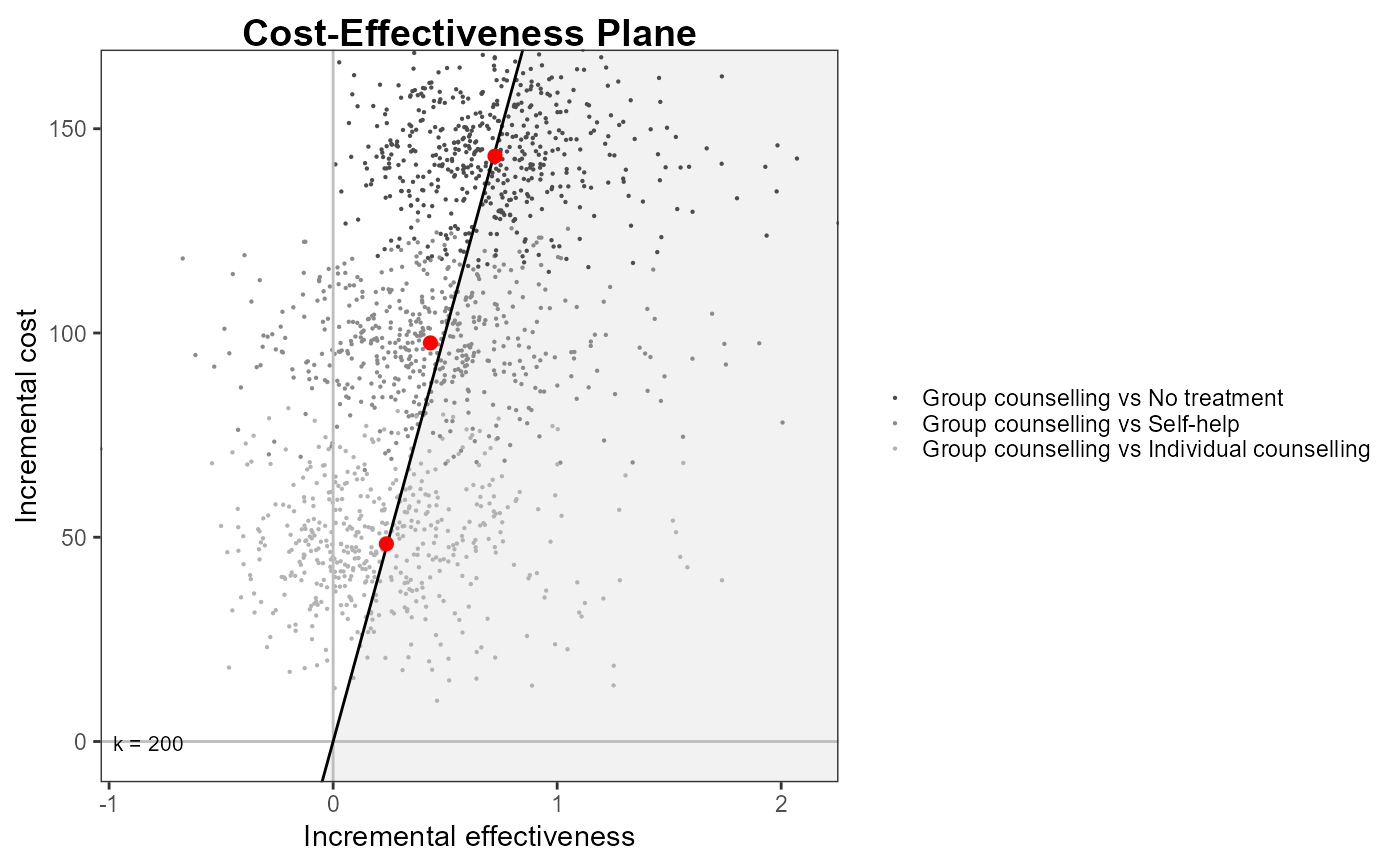 Cost-Effectiveness Plane
Incremental cost
150
100
50
0
k = 200
-1
0
1
2
Incremental effectiveness
Group counselling vs No treatment
Group counselling vs Self-help
Group counselling vs Individual counselling